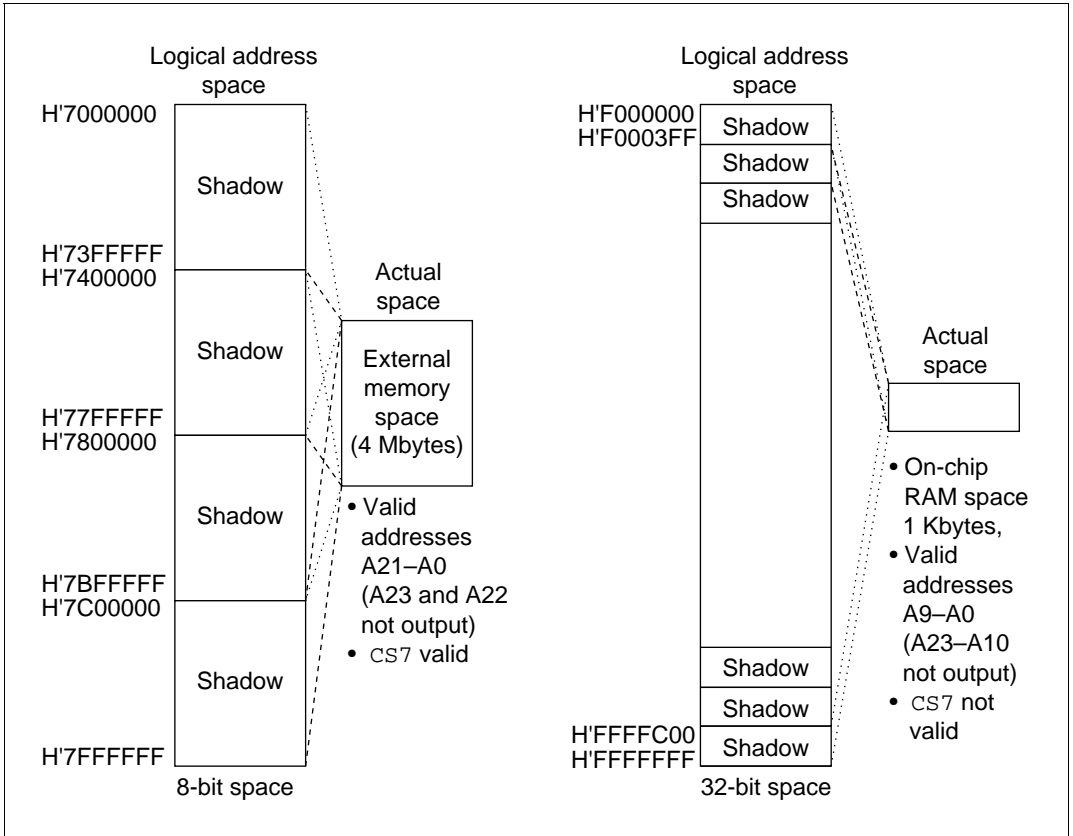 Logical address
space
H'7000000
Shadow
H'73FFFFF
H'7400000
Shadow
H'77FFFFF
H'7800000
Shadow
H'7BFFFFF
H'7C00000
Shadow
H'7FFFFFF
8-bit space
Actual
space
External
memory
space
(4 Mbytes)
• Valid
addresses
A21–A0
(A23 and A22
not output)
• CS7 valid
Logical address
space
H'F000000
H'F0003FF
Shadow
Shadow
Shadow
Shadow
Shadow
H'FFFFC00
H'FFFFFFF
Shadow
32-bit space
Actual
space
• On-chip
RAM space
1 Kbytes,
• Valid
addresses
A9–A0
(A23–A10
not output)
• CS7 not
valid